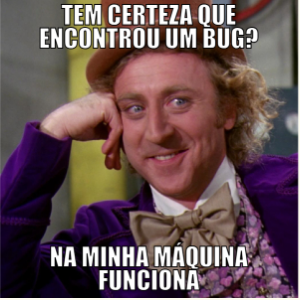 TEM CERTEZA QUE
ENCONTROU UM BUG?
NA MINHA MÁQUINA
FUNCIONA